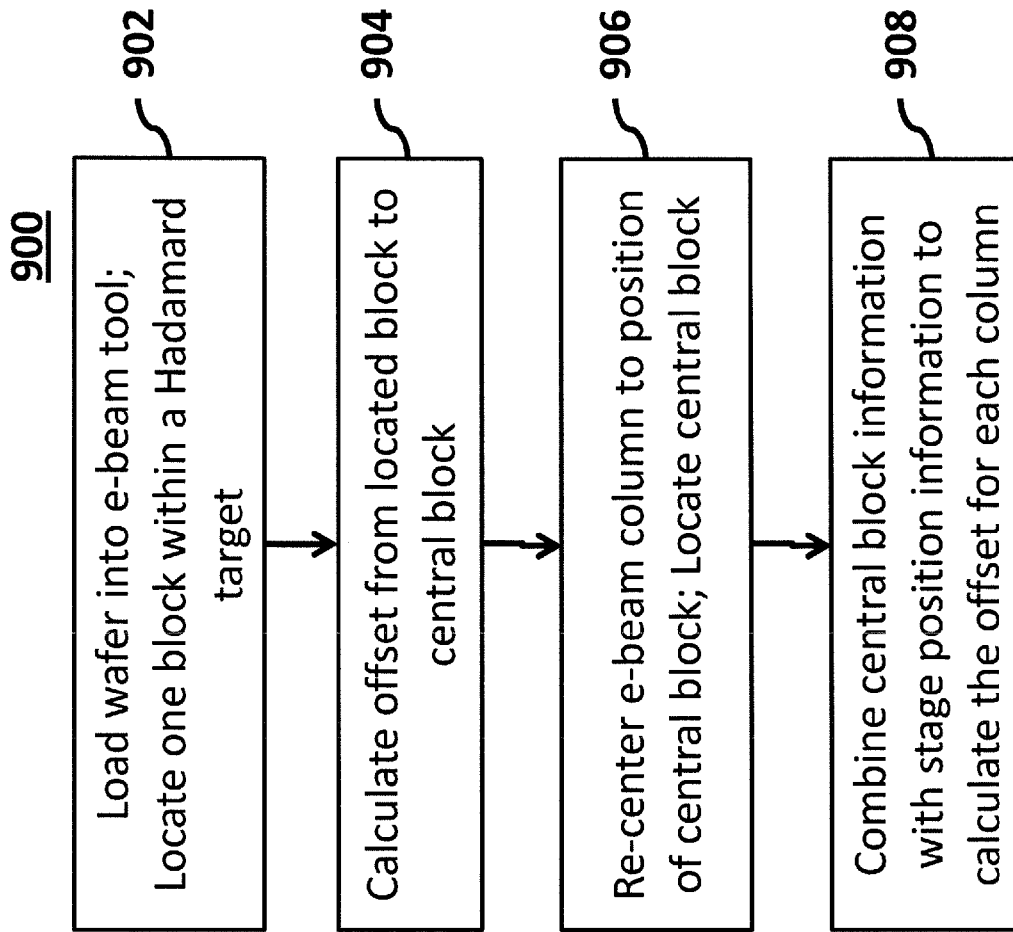 900
Load wafer into e-beam tool;
Locate one block within a Hadamard
target
902
Calculate offset from located block to
central block
904
Re-center e-beam column to position
of central block; Locate central block
906
Combine central block information
with stage position information to
calculate the offset for each column
908